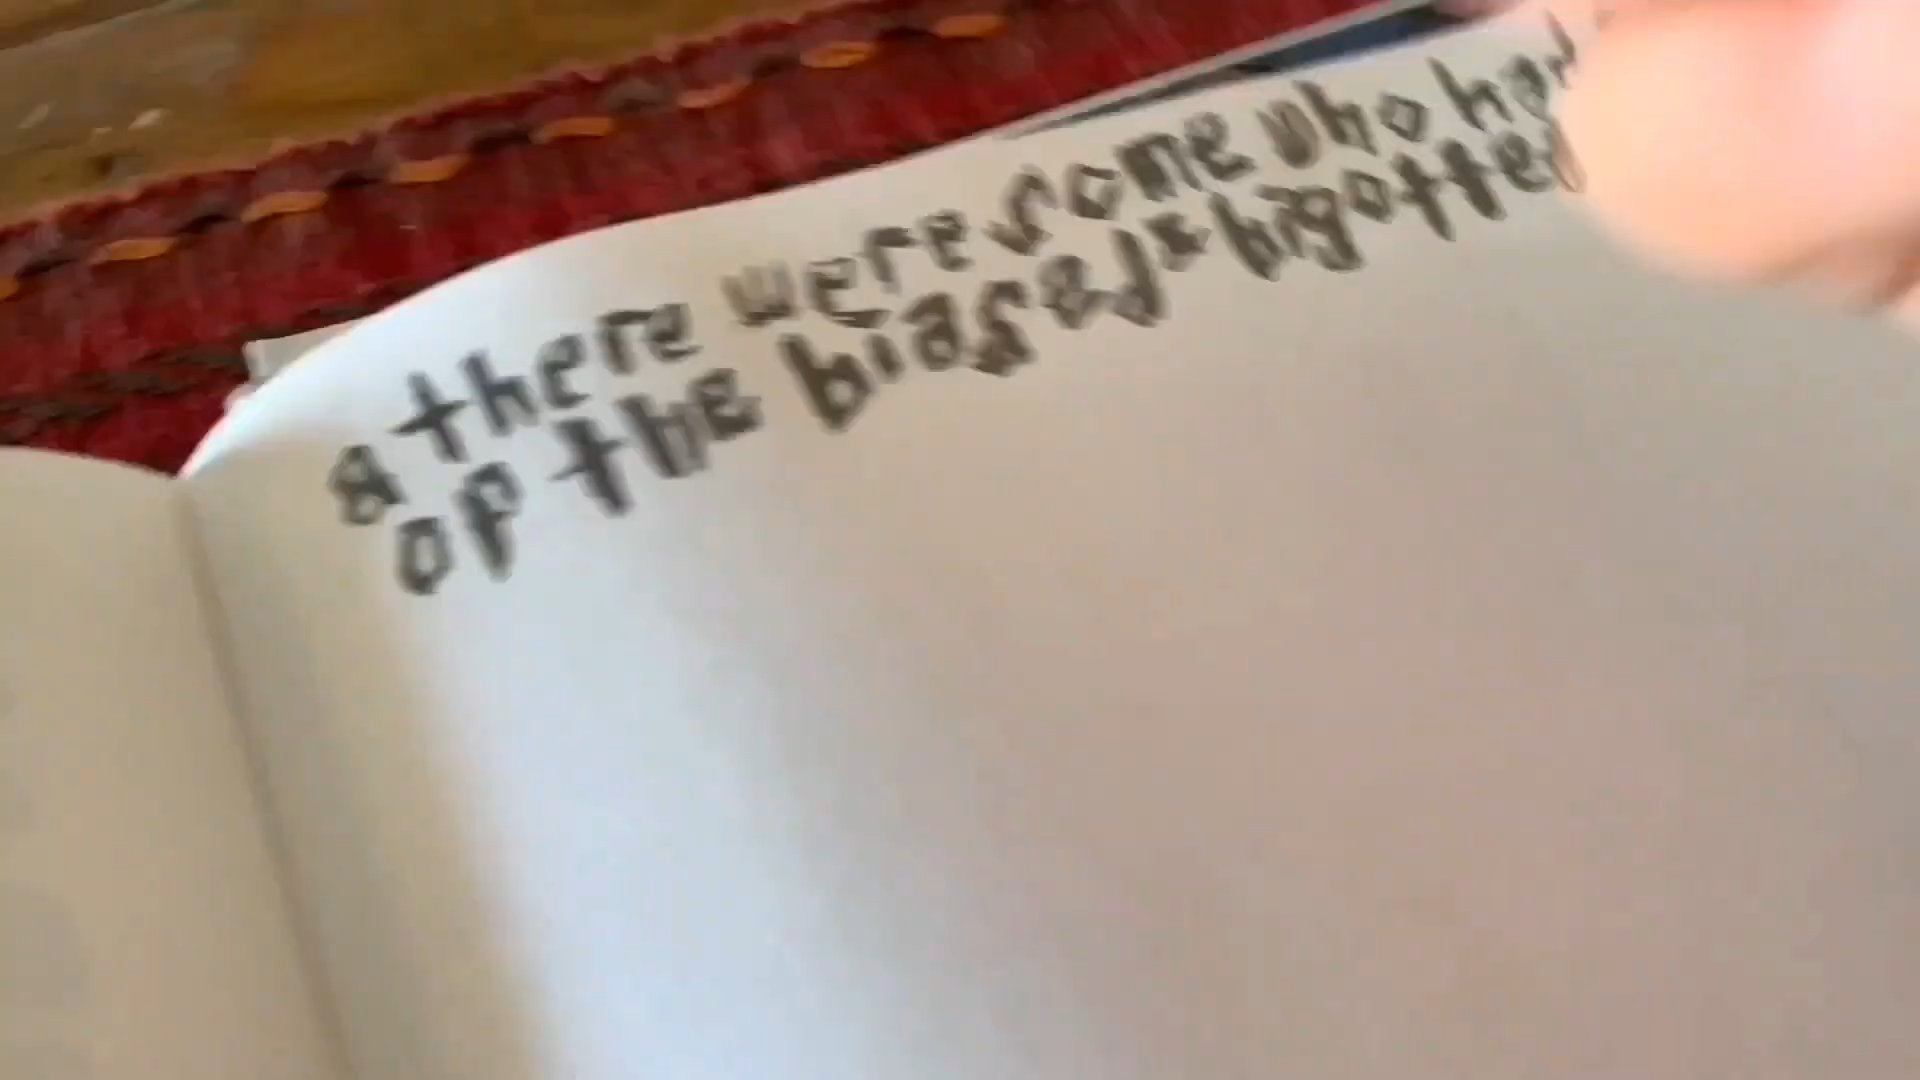 & there were some who
of the biased & bigotted